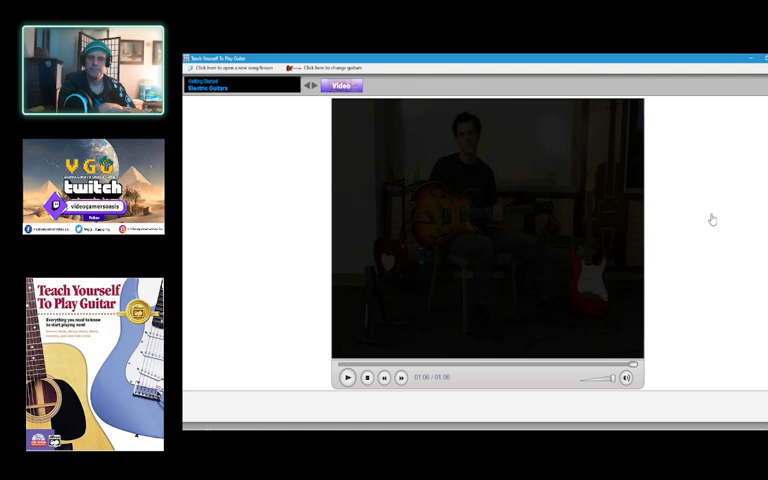 Teach Yourself To Play Guitar
Click here to open a new song/lesson
Click here to change guitars
Getting Started
Electric Guitars
Video
VGO
twitch
videogamersoasis
Follow
Teach Yourself
To Play Guitar
Everything you need to know
to start playing now!
01:06 / 01:06